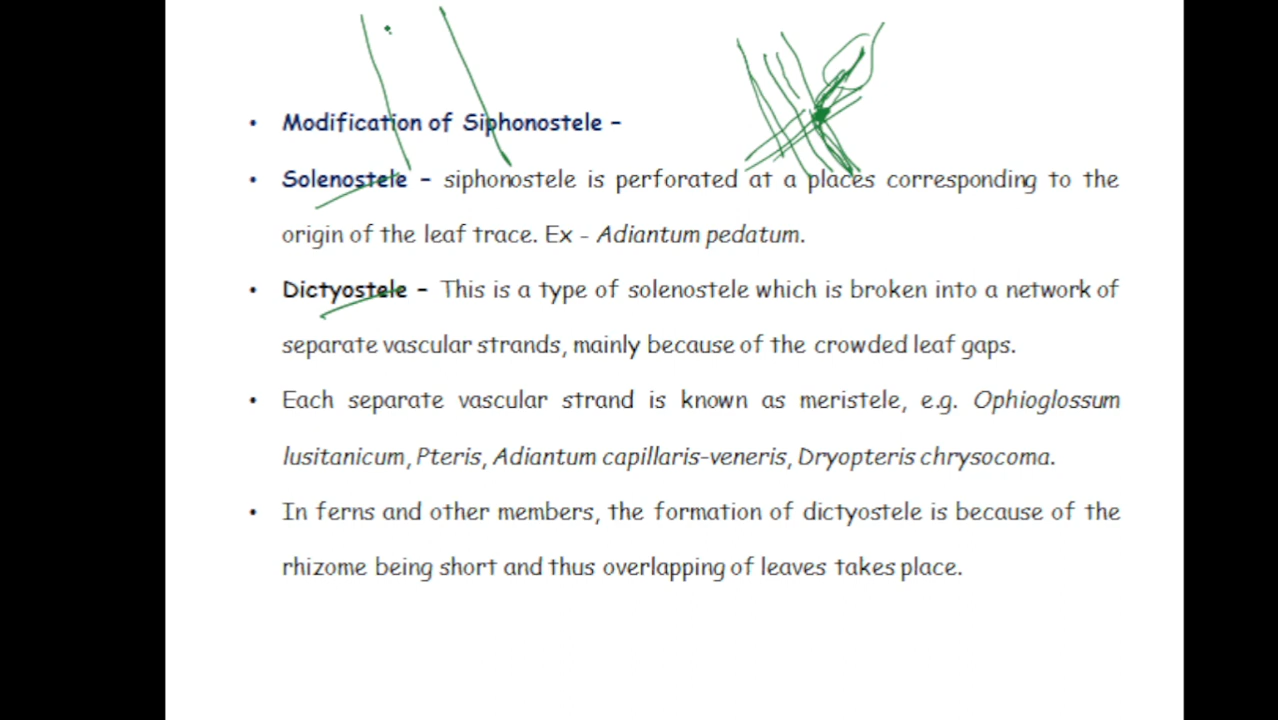 • Modification of Siphonostele –
• Solenostele – siphonostele is perforated at a places corresponding to the
origin of the leaf trace. Ex - Adiantum pedatum.
• Dictyostele – This is a type of solenostele which is broken into a network of
separate vascular strands, mainly because of the crowded leaf gaps.
• Each separate vascular strand is known as meristele, e.g. Ophioglossum
lusitanicum, Pteris, Adiantum capillaris-veneris, Dryopteris chrysocoma.
• In ferns and other members, the formation of dictyostele is because of the
rhizome being short and thus overlapping of leaves takes place.